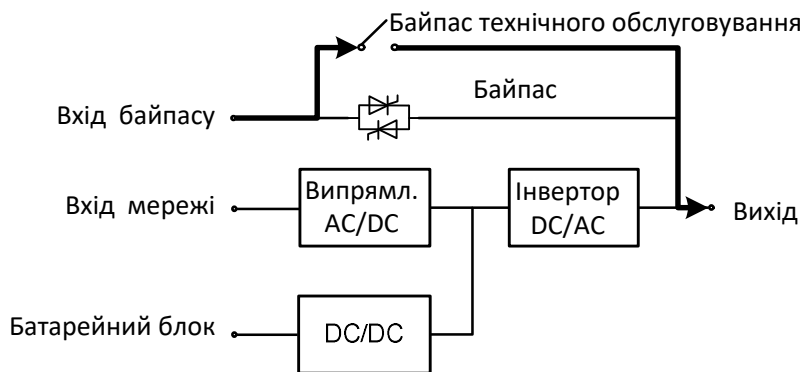 Байпас технічного обслуговування
Байпас
Вхід байпасу
Випрямл.
AC/DC
Інвертор
DC/AC
Вхід мережі
Вихід
Батарейний блок
DC/DC